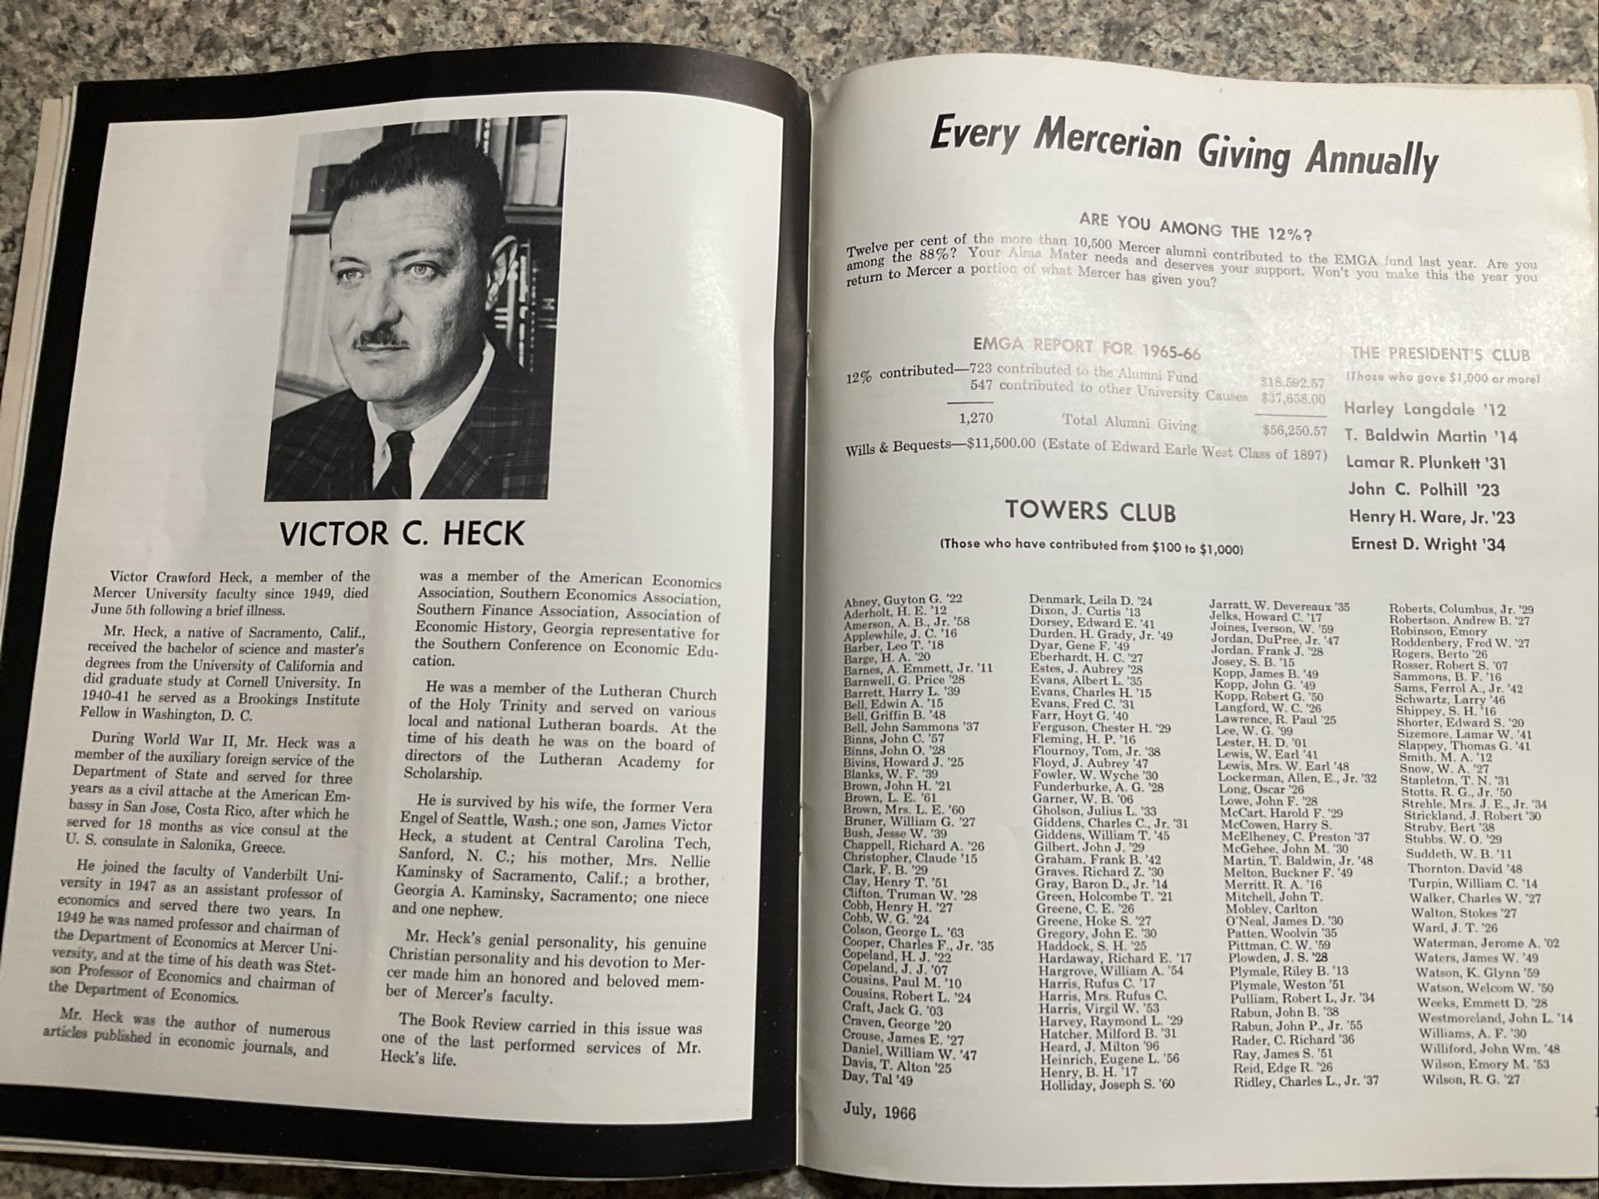 VICTOR C. HECK
Victor Crawford Heck, a member of the
Mercer University faculty since 1949, died
June 5th following a brief illness.
Mr. Heck, a native of Sacramento, Calif.,
received the bachelor of science and master's
degrees from the University of California and
did graduate study at Cornell University. In
1940-41 he served as a Brookings Institute
Fellow in Washington, D. C.
During World War II, Mr. Heck was a
member of the auxiliary foreign service of the
Department of State and served for three
years as a civil attache at the American Em-
bassy in San Jose, Costa Rico, after which he
served for 18 months as vice consul at the
U. S. consulate in Salonika, Greece.
He joined the faculty of Vanderbilt Uni-
versity in 1947 as an assistant professor of
economics and served there two years. In
1949 he was named professor and chairman of
the Department of Economics at Mercer Uni-
versity, and at the time of his death was Stet-
son Professor of Economics and chairman of
the Department of Economics.
Mr. Heck was the author of numerous
articles published in economic journals, and
was a member of the American Economics
Association, Southern Economics Association,
Southern Finance Association, Association of
Economic History, Georgia representative for
the Southern Conference on Economic Edu-
cation.
He was a member of the Lutheran Church
of the Holy Trinity and served on various
local and national Lutheran boards. At the
time of his death he was on the board of
directors of the Lutheran Academy for
Scholarship.
He is survived by his wife, the former Vera
Engel of Seattle, Wash.; one son, James Victor
Heck, a student at Central Carolina Tech,
Sanford, N. C.; his mother, Mrs. Nellie
Kaminsky of Sacramento, Calif.; a brother,
Georgia A. Kaminsky, Sacramento; one niece
and one nephew.
Mr. Heck's genial personality, his genuine
Christian personality and his devotion to Mer-
cer made him an honored and beloved mem-
ber of Mercer's faculty.
The Book Review carried in this issue was
one of the last performed services of Mr.
Heck's life.
Every Mercerian Giving Annually
ARE YOU AMONG THE 12%?
Twelve per cent of the more than 10,500 Mercer alumni contributed to the EMGA fund last year. Are you
among the 88%? Your Alma Mater needs and deserves your support. Won't you make this the year you
return to Mercer a portion of what Mercer has given you?
EMGA REPORT FOR 1965-66
12% contributed—723 contributed to the Alumni Fund $18,592.57
547 contributed to other University Causes $37,658.00
1,270 Total Alumni Giving $56,250.57
Wills & Bequests—$11,500.00 (Estate of Edward Earle West Class of 1897)
THE PRESIDENT'S CLUB
(Those who gave $1,000 or more)
Harley Langdale '12
T. Baldwin Martin '14
Lamar R. Plunkett '31
John C. Polhill '23
Henry H. Ware, Jr. '23
Ernest D. Wright '34
TOWERS CLUB
(Those who have contributed from $100 to $1,000)
Abney, Guyton G. '22
Aderholt, H. E. '12
Amerson, A. B., Jr. '58
Applewhile, J. C. '16
Barber, Leo T. '18
Barge, H. A. '20
Barnes, A. Emmett, Jr. '11
Barnwell, G. Price '28
Barrett, Harry L. '39
Bell, Edwin A. '15
Bell, Griffin B. '48
Bell, John Sammons '37
Binns, John C. '57
Binns, John O. '28
Bivins, Howard J. '25
Blanks, W. F. '39
Brown, John H. '21
Brown, L. E. '61
Brown, Mrs. L. E. '60
Bruner, William G. '27
Bush, Jesse W. '39
Chappell, Richard A. '26
Christopher, Claude '15
Clark, F. B. '29
Clay, Henry T. '51
Clifton, Truman W. '28
Cobb, Henry H. '27
Cobb, W. G. '24
Colson, George L. '63
Cooper, Charles F., Jr. '35
Copeland, H. J. '22
Copeland, J. J. '07
Cousins, Paul M. '10
Cousins, Robert L. '24
Craft, Jack G. '03
Craven, George '20
Crouse, James E. '27
Daniel, William W. '47
Davis, T. Alton '25
Day, Tal '49
Denmark, Leila D. '24
Dixon, J. Curtis '13
Dorsey, Edward E. '41
Durden, H. Grady, Jr. '49
Dyar, Gene F. '49
Eberhardt, H. C. '27
Estes, J. Aubrey '28
Evans, Albert L. '35
Evans, Charles H. '15
Evans, Fred C. '31
Farr, Hoyt G. '40
Ferguson, Chester H. '29
Fleming, H. P. '16
Flournoy, Tom, Jr. '38
Floyd, J. Aubrey '47
Fowler, W. Wyche '30
Funderburke, A. G. '28
Garner, W. B. '06
Gholson, Julius L. '33
Giddens, Charles C., Jr. '31
Giddens, William T. '45
Gilbert, John J. '29
Graham, Frank B. '42
Graves, Richard Z. '30
Gray, Baron D., Jr. '14
Green, Holcombe T. '21
Greene, C. E. '26
Greene, Hoke S. '27
Gregory, John E. '30
Haddock, S. H. '25
Hardaway, Richard E. '17
Hargrove, William A. '54
Harris, Rufus C. '17
Harris, Mrs. Rufus C.
Harris, Virgil W. '53
Harvey, Raymond L. '29
Hatcher, Milford B. '31
Heard, J. Milton '96
Heinrich, Eugene L. '56
Henry, B. H. '17
Holliday, Joseph S. '60
Jarratt, W. Devereaux '35
Jelks, Howard C. '17
Joines, Iverson, W. '59
Jordan, DuPree, Jr. '47
Jordan, Frank J. '28
Josey, S. B. '15
Kopp, James B. '49
Kopp, John G. '49
Kopp, Robert G. '50
Langford, W. C. '26
Lawrence, R. Paul '25
Lee, W. G. '99
Lester, H. D. '01
Lewis, W. Earl '41
Lewis, Mrs. W. Earl '48
Lockerman, Allen, E., Jr. '32
Long, Oscar '26
Lowe, John F. '28
McCart, Harold F. '29
McCowen, Harry S.
McElheney, C. Preston '37
McGehee, John M. '30
Martin, T. Baldwin, Jr. '48
Melton, Buckner F. '49
Merritt, R. A. '16
Mitchell, John T.
Mobley, Carlton
O'Neal, James D. '30
Patten, Woolvin '35
Pittman, C. W. '59
Plowden, J. S. '28
Plymale, Riley B. '13
Plymale, Weston '51
Pulliam, Robert L, Jr. '34
Rabun, John B. '38
Rabun, John P., Jr. '55
Rader, C. Richard '36
Ray, James S. '51
Reid, Edge R. '26
Ridley, Charles L., Jr. '37
Roberts, Columbus, Jr. '29
Robertson, Andrew B. '27
Robinson, Emory
Roddenbery, Fred W. '27
Rogers, Berto '26
Rosser, Robert S. '07
Sammons, B. F. '16
Sams, Ferrol A., Jr. '42
Schwartz, Larry '46
Shippey, S. H. '16
Shorter, Edward S. '20
Sizemore, Lamar W. '41
Slappey, Thomas G. '41
Smith. M. A. '12
Snow, W. A. '27
Stapleton, T. N. '31
Stotts, R. G., Jr. '50
Strehle, Mrs. J. E., Jr. '34
Strickland, J. Robert '30
Struby, Bert '38
Stubbs. W. O. '29
Suddeth, W. B. '11
Thornton, David '48
Turpin, William C. '14
Walker, Charles W. '27
Walton, Stokes '27
Ward, J. T. '26
Waterman, Jerome A. '02
Waters, James W. '49
Watson, K. Glynn '59
Watson, Welcom W. '50
Weeks, Emmett D. '28
Westmoreland, John L. '14
Williams, A. F. '30
Williford, John Wm. '48
Wilson, Emory M. '53
Wilson, R. G. '27
July, 1966